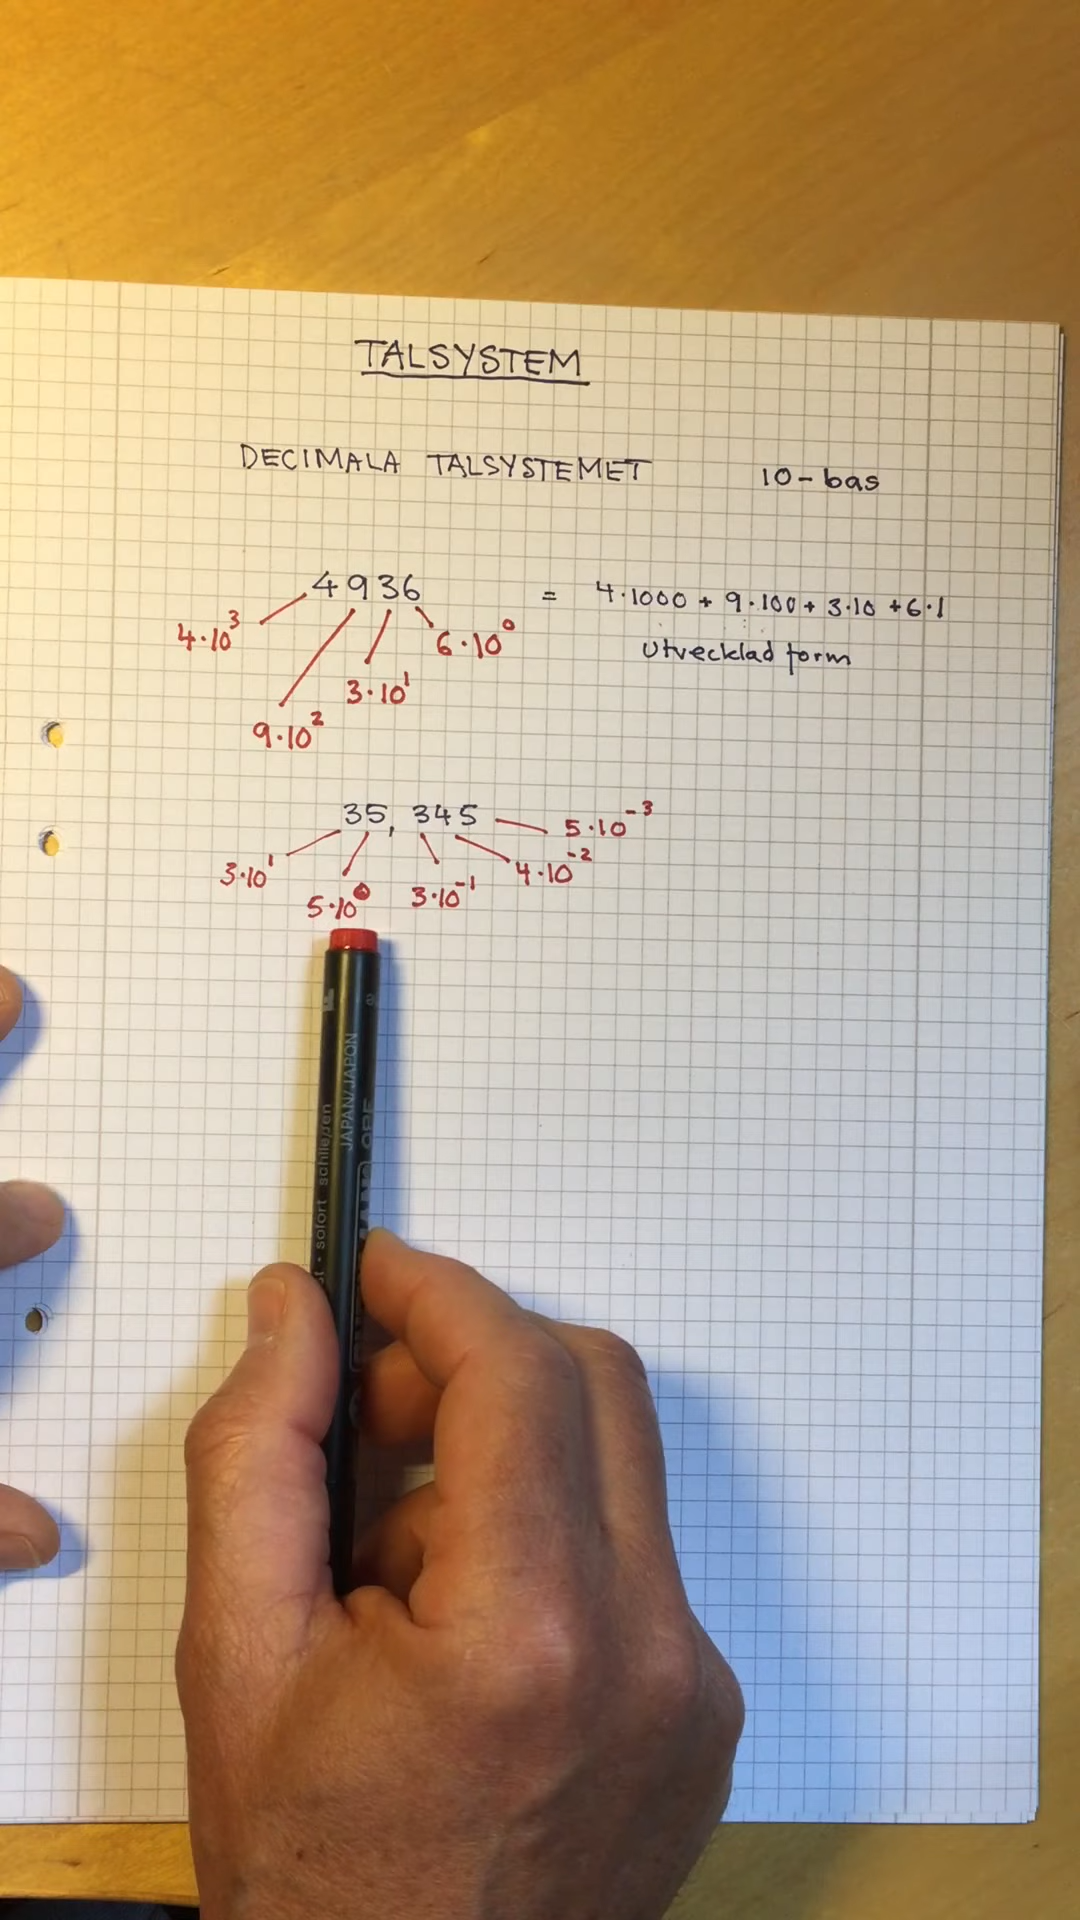 TALSYSTEM
DECIMALA TALSYSTEMET 10-bas
4936 = 4·1000 + 9·100 + 3·10 + 6·1
4·10³ 6·10⁰ utvecklad form
3·10¹
9·10²
35,345 5·10⁻³
3·10¹ 4·10⁻²
5·10⁰ 3·10⁻¹
JAPAN/JAPON
sofort schließen